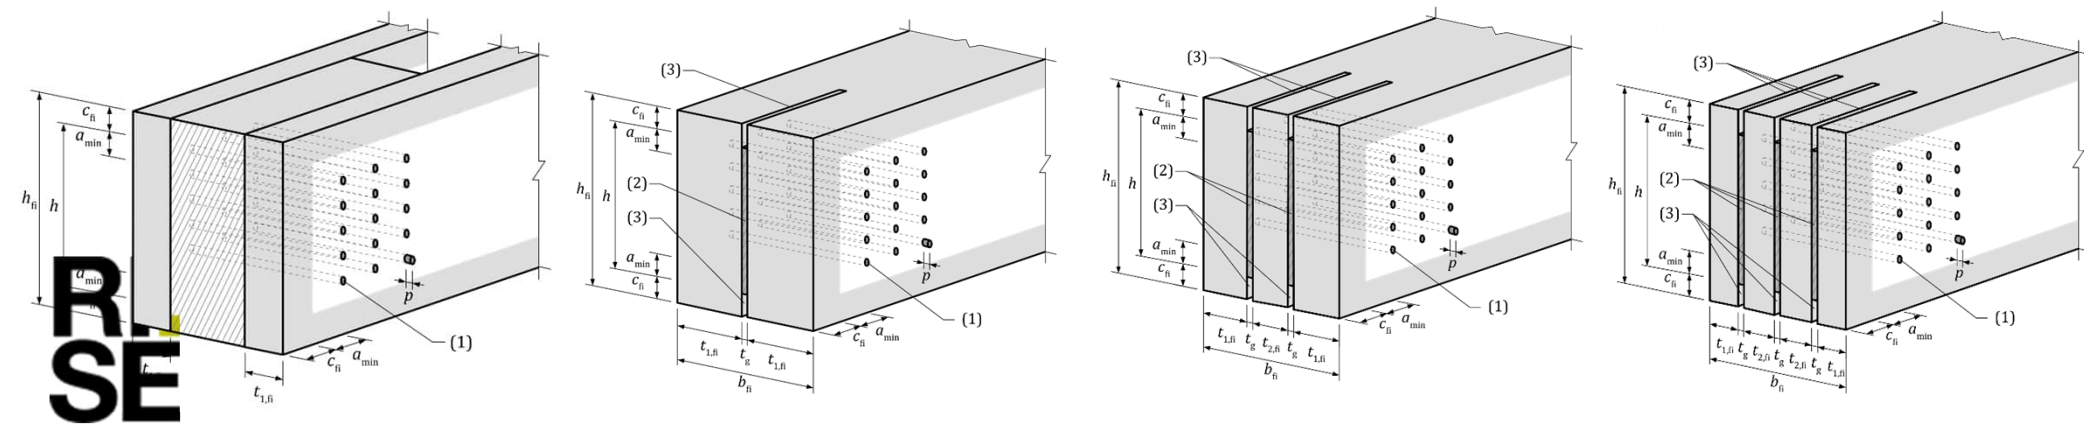 c_fi
a_min
h_fi
h
a_min
p
(1)
c_fi
a_min
t_1,fi
RI
SE
(3)
c_fi
a_min
h_fi
h
(2)
(3)
a_min
c_fi
p
(1)
c_fi
a_min
t_1,fi
t_g
t_1,fi
b_fi
(3)
c_fi
a_min
h_fi
h
(2)
(3)
a_min
c_fi
p
(1)
c_fi
a_min
t_1,fi
t_g
t_2,fi
t_g
t_1,fi
b_fi
(3)
c_fi
a_min
h_fi
h
(2)
(3)
a_min
c_fi
p
(1)
c_fi
a_min
t_1,fi
t_g
t_2,fi
t_g
t_2,fi
t_g
t_1,fi
b_fi